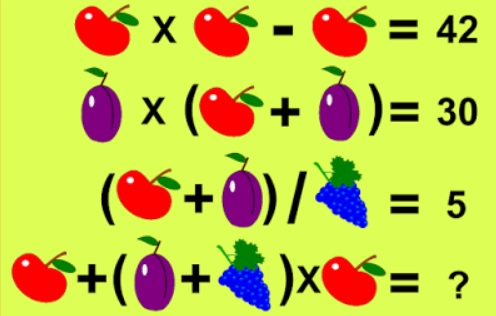 x - = 42
x ( + ) = 30
( + ) / = 5
+ ( + ) x = ?